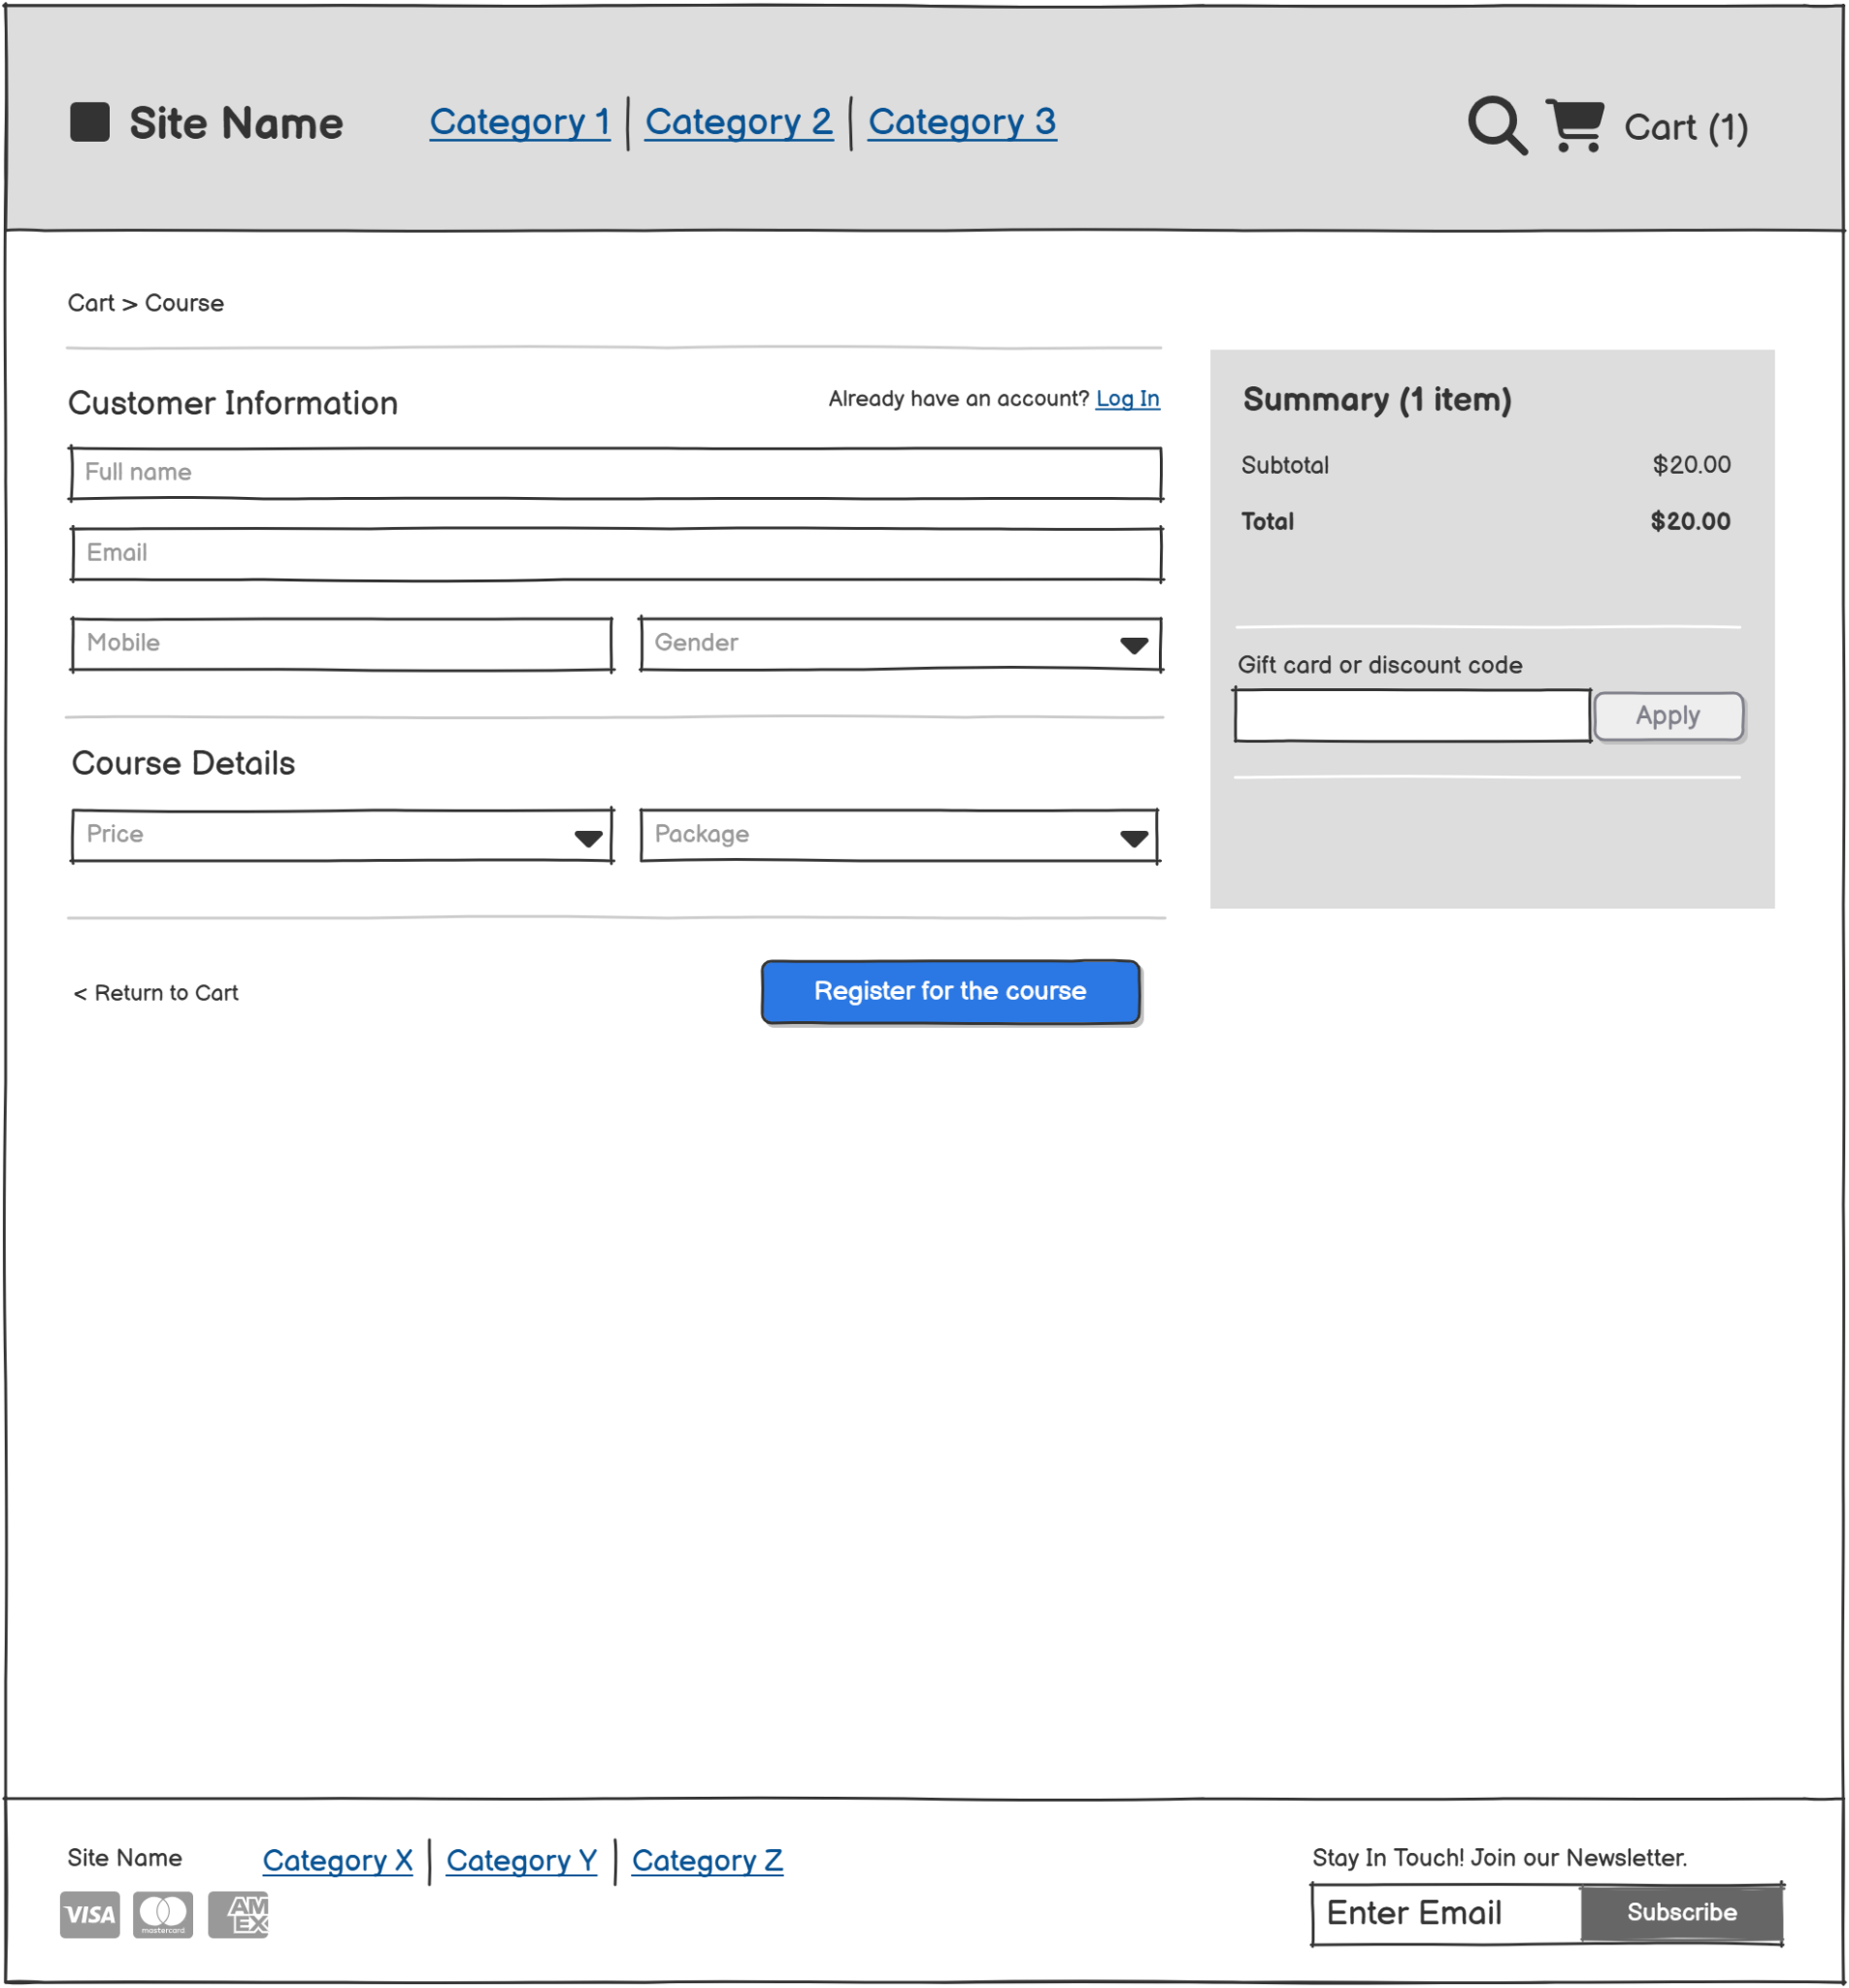 Site Name
Category 1 Category 2 Category 3
Cart (1)
Cart > Course
Customer Information
Already have an account? Log In
Full name
Email
Mobile
Gender
Course Details
Price
Package
< Return to Cart
Register for the course
Summary (1 item)
Subtotal $20.00
Total $20.00
Gift card or discount code
Apply
Site Name
Category X Category Y Category Z
VISA
mastercard
AM
EX
Stay In Touch! Join our Newsletter.
Enter Email
Subscribe